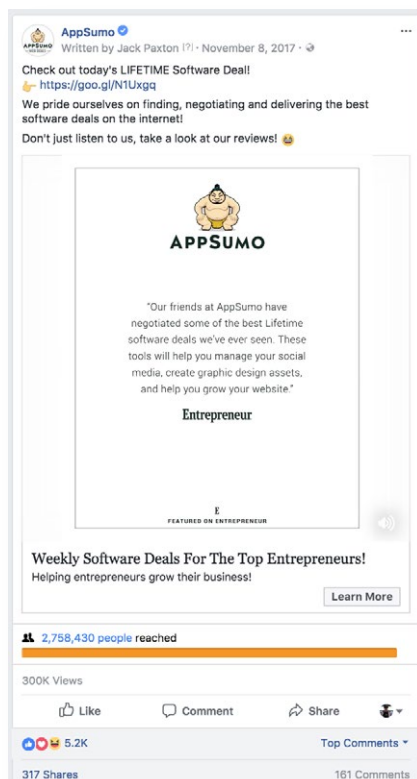 AppSumo
Written by Jack Paxton [?] · November 8, 2017 ·
Check out today's LIFETIME Software Deal!
👉 https://goo.gl/N1Uxgq
We pride ourselves on finding, negotiating and delivering the best
software deals on the internet!
Don't just listen to us, take a look at our reviews! 😆
APPSUMO
"Our friends at AppSumo have
negotiated some of the best Lifetime
software deals we've ever seen. These
tools will help you manage your social
media, create graphic design assets,
and help you grow your website."
Entrepreneur
E
FEATURED ON ENTREPRENEUR
Weekly Software Deals For The Top Entrepreneurs!
Helping entrepreneurs grow their business!
Learn More
2,758,430 people reached
300K Views
Like Comment Share
5.2K Top Comments
317 Shares 161 Comments